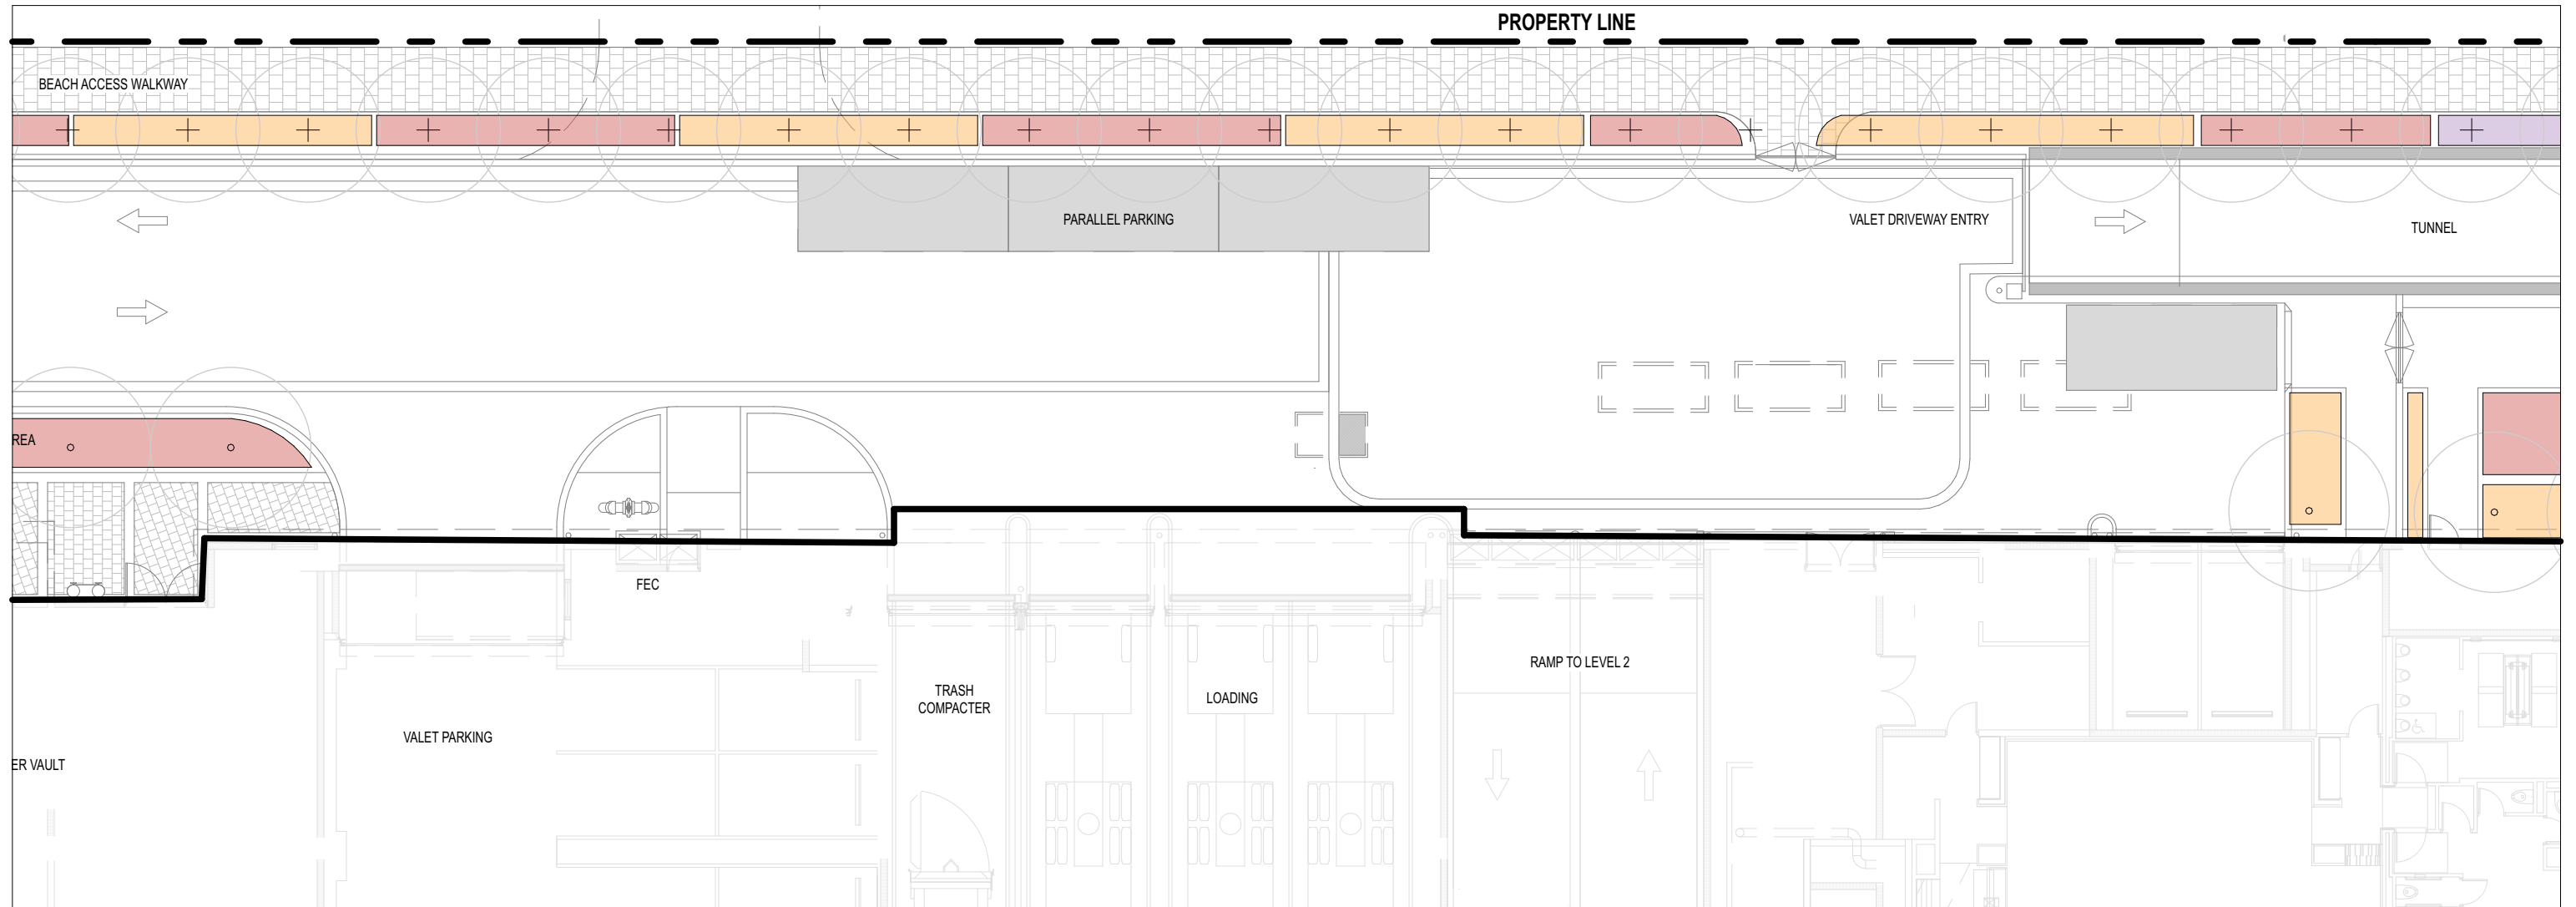 PROPERTY LINE
BEACH ACCESS WALKWAY
PARALLEL PARKING
VALET DRIVEWAY ENTRY
TUNNEL
REA
FEC
RAMP TO LEVEL 2
TRASH
COMPACTER
LOADING
VALET PARKING
ER VAULT